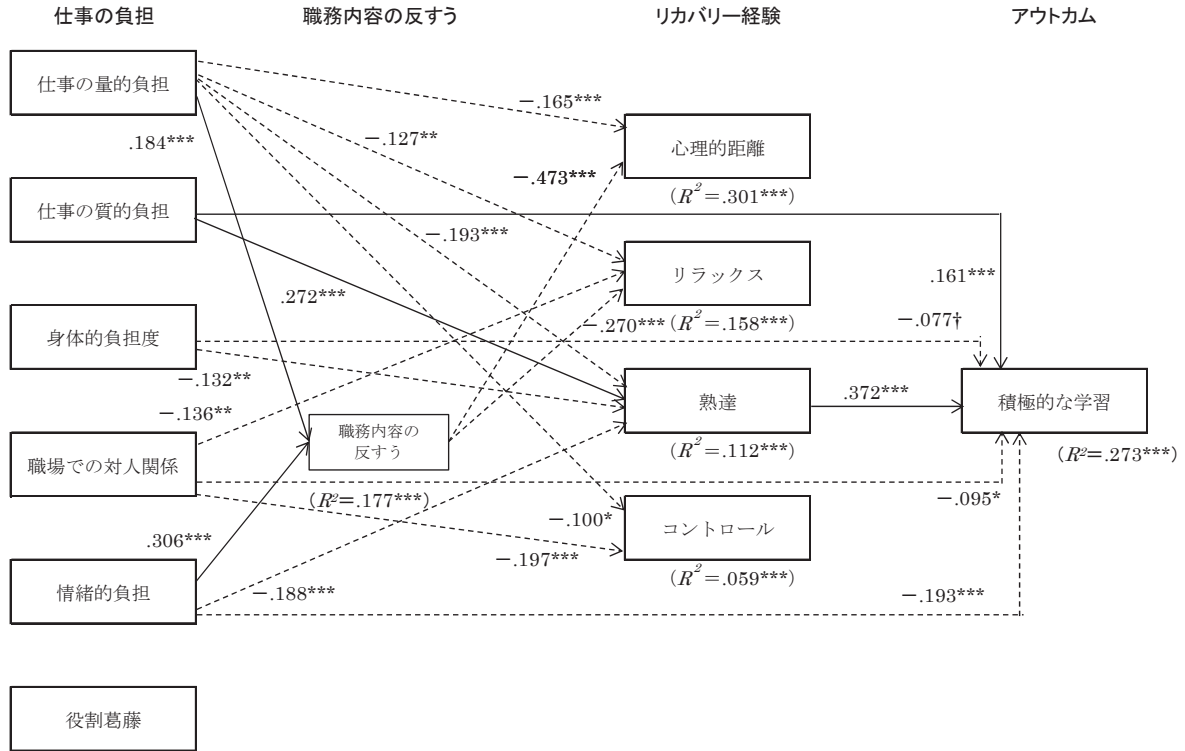 仕事の負担 職務内容の反すう リカバリー経験 アウトカム
仕事の量的負担
－.165***
.184***
－.127**
心理的距離
－.473***
仕事の質的負担
(R²=.301***)
－.193***
リラックス
.161***
.272***
－.270***
(R²=.158***)
－.077†
身体的負担度
－.132**
熟達
.372***
積極的な学習
－.136**
職務内容の
反すう
職場での対人関係
(R²=.112***)
(R²=.273***)
(R²=.177***)
－.095*
－.100*
コントロール
.306***
－.197***
(R²=.059***)
情緒的負担
－.188***
－.193***
役割葛藤